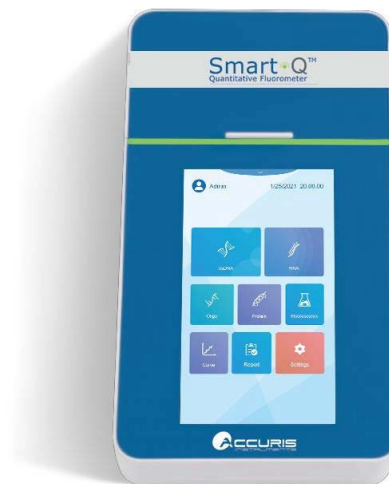 Smart Q™
Quantitative Fluorometer
Admin 1/25/2021 20:00:00
dsDNA RNA
Oligo Protein Fluorescence
Curve Report Settings
ACCURIS
INSTRUMENTS